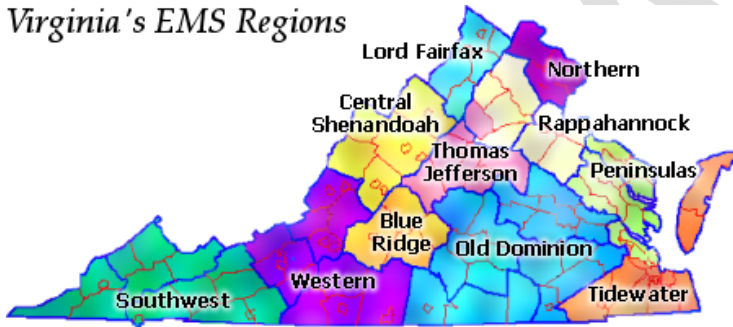 Virginia's EMS Regions
Lord Fairfax
Northern
Central
Shenandoah
Rappahannock
Thomas
Jefferson
Peninsulas
Blue
Ridge
Old Dominion
Western
Southwest
Tidewater